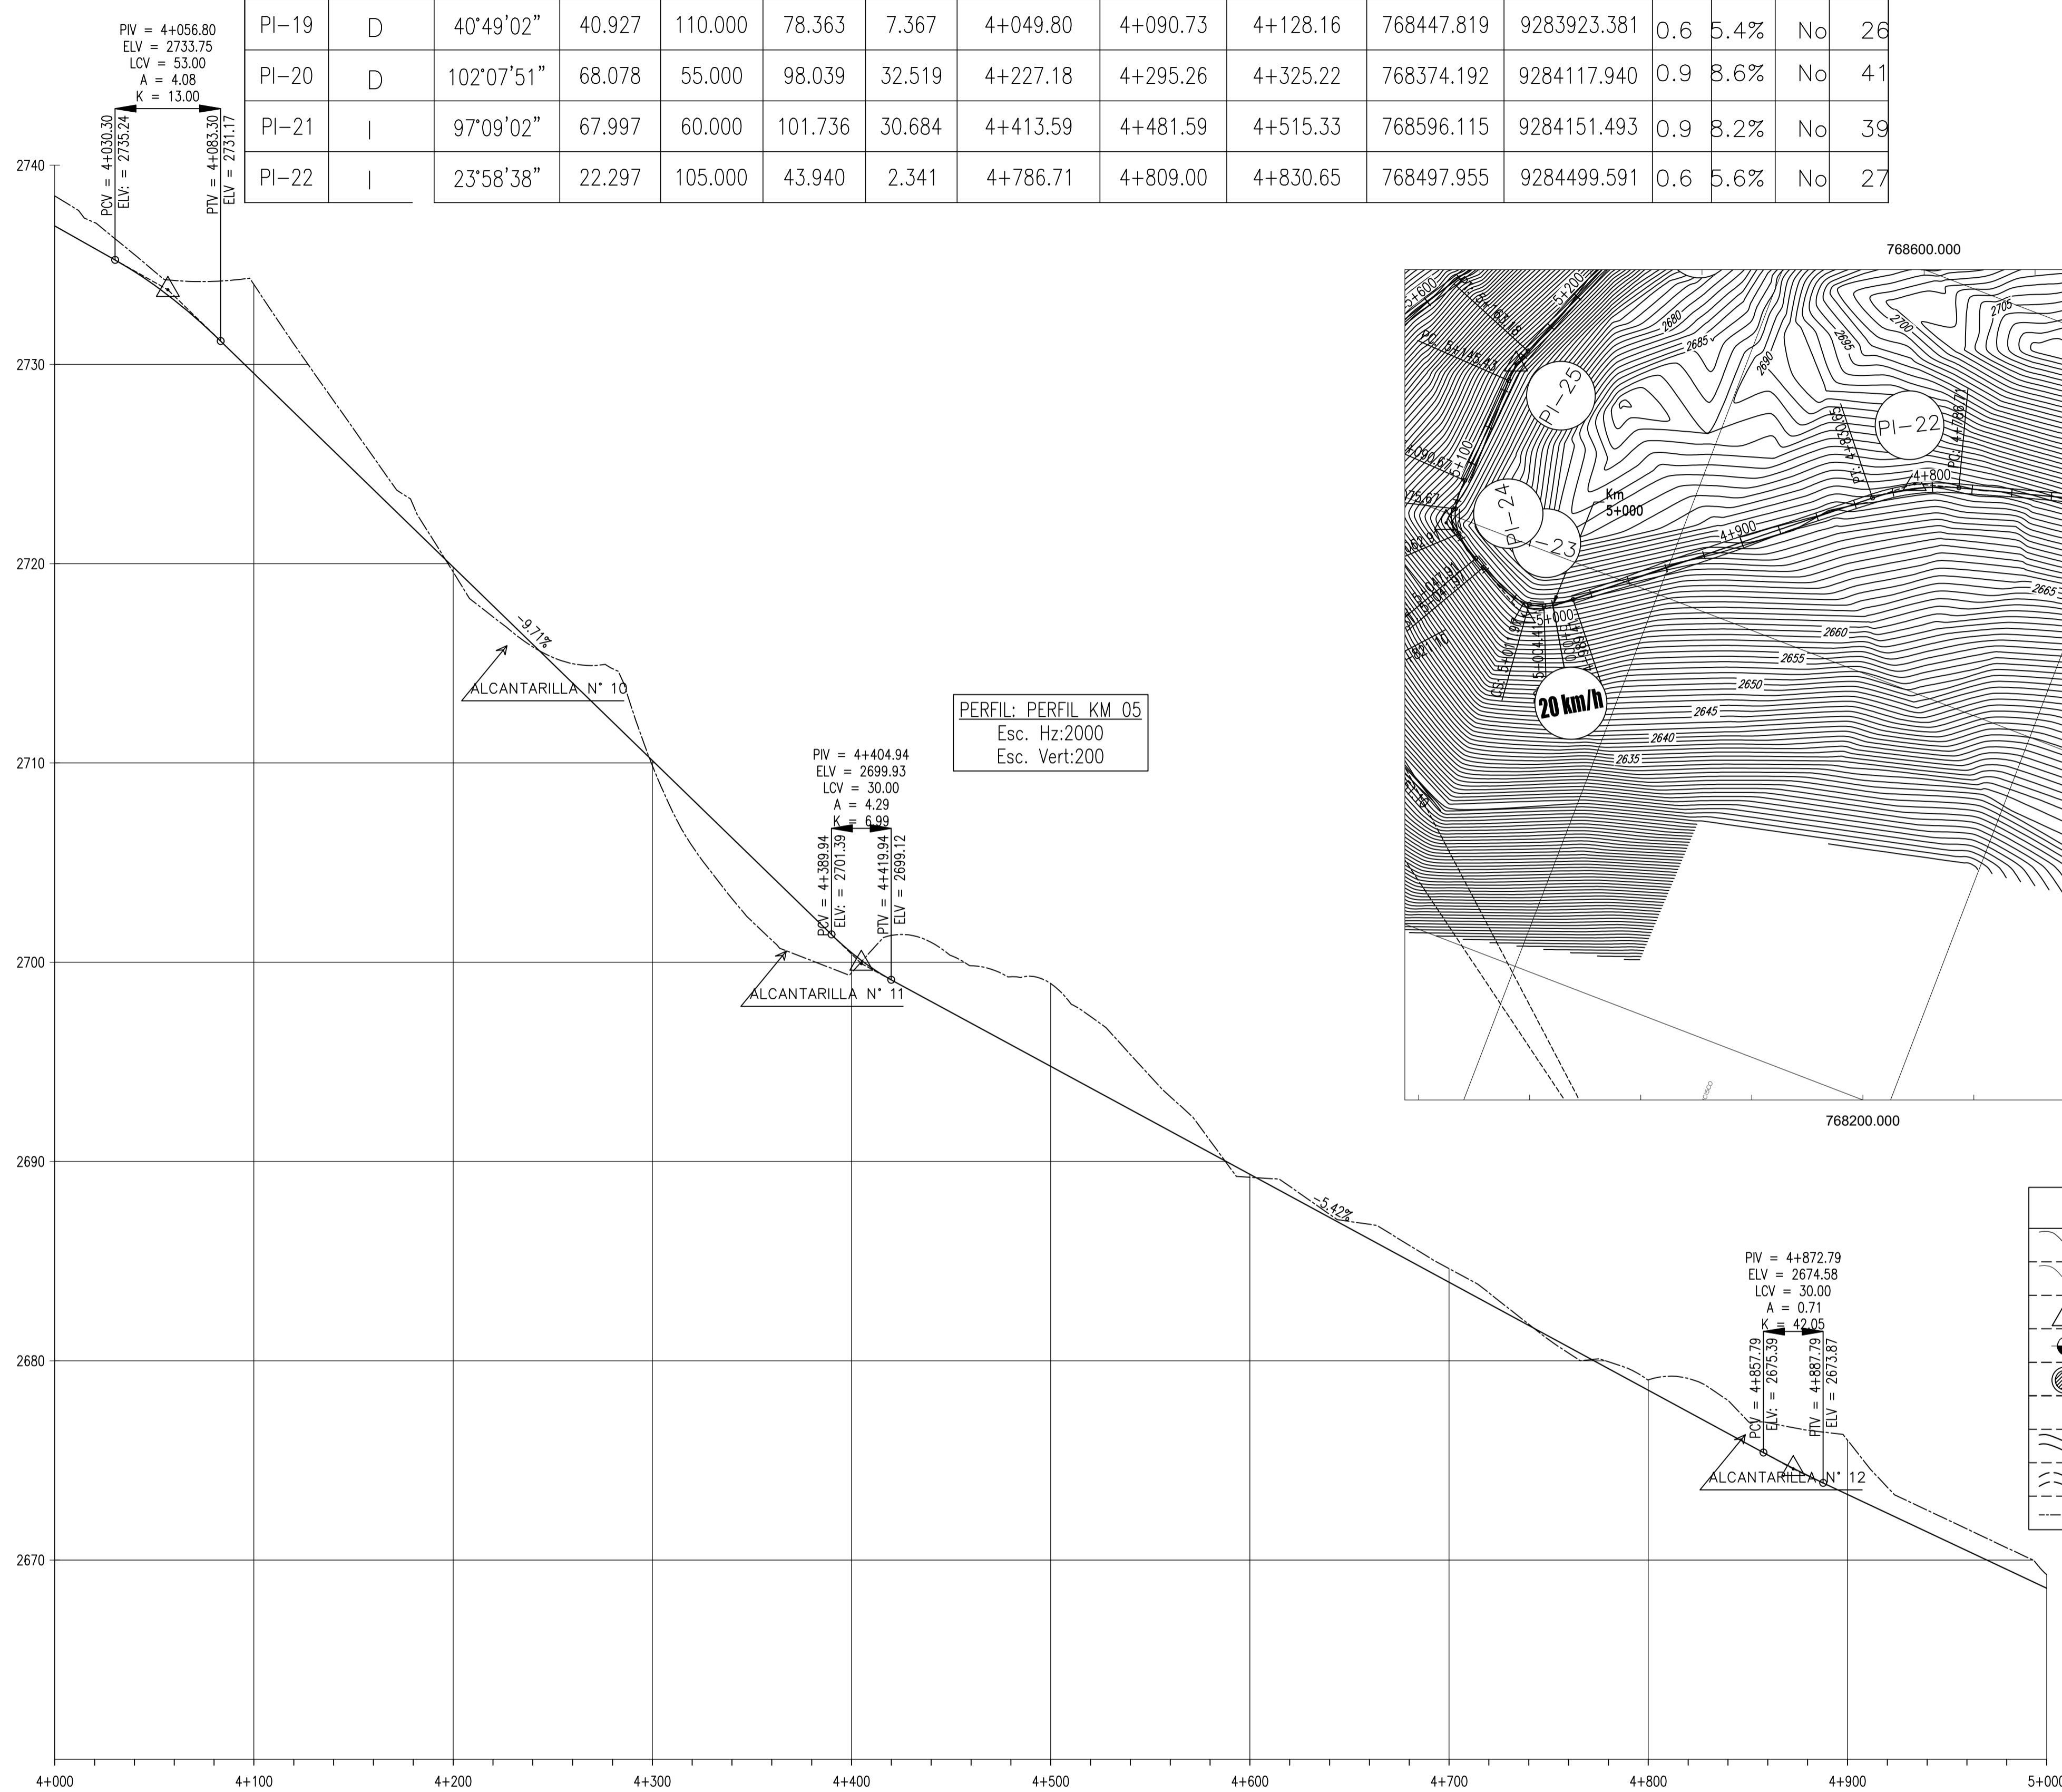 PI-19 D 40°49'02" 40.927 110.000 78.363 7.367 4+049.80 4+090.73 4+128.16 768447.819 9283923.381 0.6 5.4% No 26
PI-20 D 102°07'51" 68.078 55.000 98.039 32.519 4+227.18 4+295.26 4+325.22 768374.192 9284117.940 0.9 8.6% No 41
PI-21 I 97°09'02" 67.997 60.000 101.736 30.684 4+413.59 4+481.59 4+515.33 768596.115 9284151.493 0.9 8.2% No 39
PI-22 I 23°58'38" 22.297 105.000 43.940 2.341 4+786.71 4+809.00 4+830.65 768497.955 9284499.591 0.6 5.6% No 27
PIV = 4+056.80
ELV = 2733.75
LCV = 53.00
A = 4.08
K = 13.00
PCV = 4+030.30
ELV: = 2735.24
PTV = 4+083.30
ELV = 2731.17
2740
2730
2720
2710
2700
2690
2680
2670
-9.71%
ALCANTARILLA N° 10
PERFIL: PERFIL KM 05
Esc. Hz:2000
Esc. Vert:200
PIV = 4+404.94
ELV = 2699.93
LCV = 30.00
A = 4.29
K = 6.99
PCV = 4+389.94
ELV: = 2701.39
PTV = 4+419.94
ELV = 2699.12
ALCANTARILLA N° 11
-5.42%
PIV = 4+872.79
ELV = 2674.58
LCV = 30.00
A = 0.71
K = 42.05
PCV = 4+857.79
ELV: = 2675.39
PTV = 4+887.79
ELV = 2673.87
ALCANTARILLA N° 12
4+000 4+100 4+200 4+300 4+400 4+500 4+600 4+700 4+800 4+900 5+000
768600.000
5+600
5+200
2680
2685
2690
2695
2700
2705
PI-25
PI-22
PT: 4+830.65
PC: 4+786.71
5+100
4+800
4+900
PI-24
-23
Km
5+000
5+000
20 km/h
2665
2660
2655
2650
2645
2640
2635
768200.000